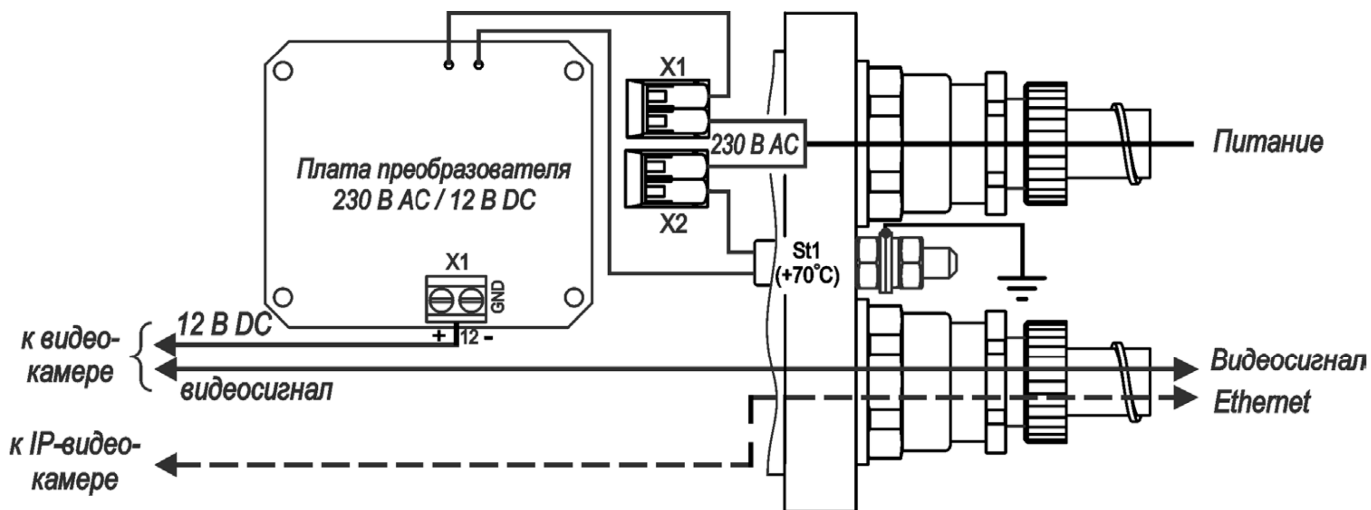 X1
230 В AC
Питание
Плата преобразователя
230 В AC / 12 В DC
X2
St1
(+70°C)
X1
GND
+ 12 -
12 В DC
к видео-
камере
видеосигнал
Видеосигнал
Ethernet
к IP-видео-
камере